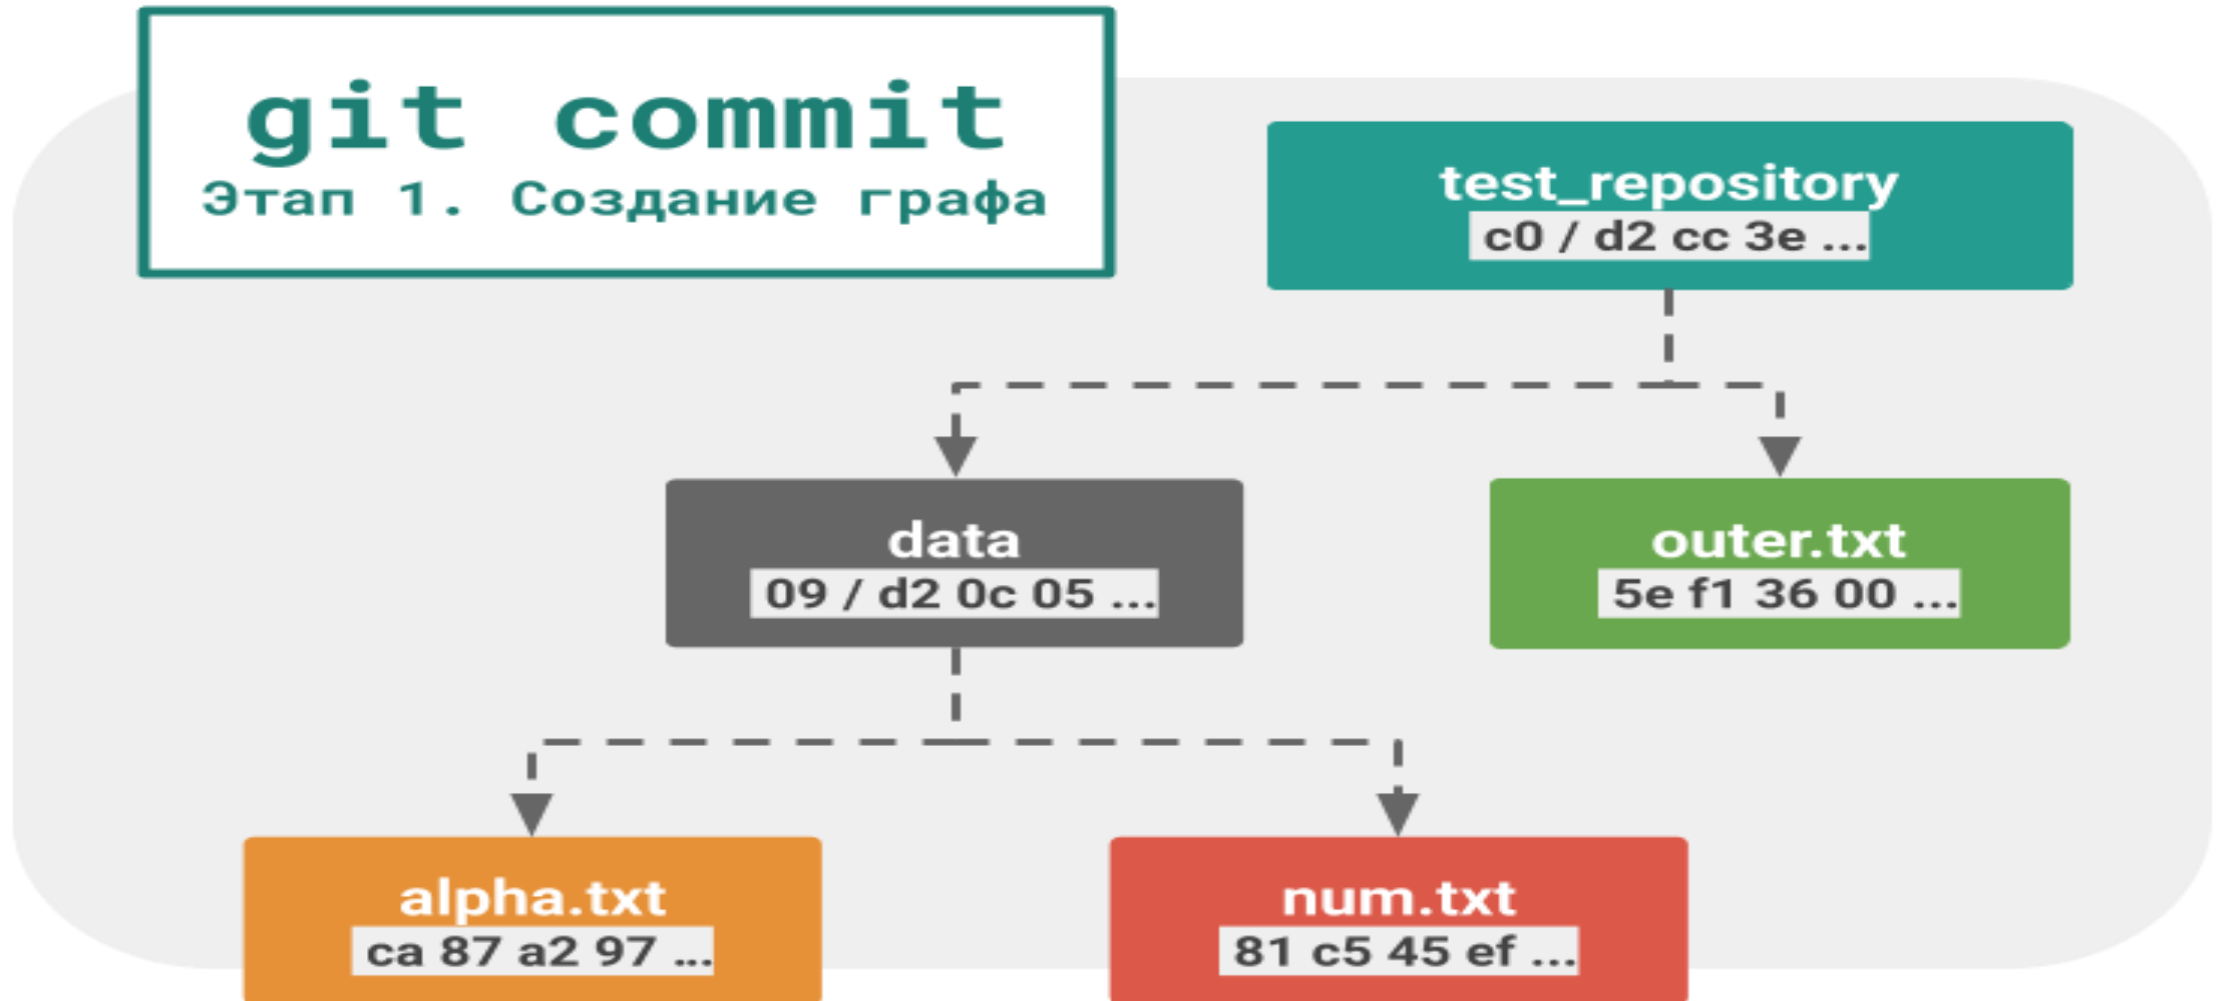 git commit
Этап 1. Создание графа
test_repository
c0 / d2 cc 3e ...
data
09 / d2 0c 05 ...
outer.txt
5e f1 36 00 ...
alpha.txt
ca 87 a2 97 ...
num.txt
81 c5 45 ef ...